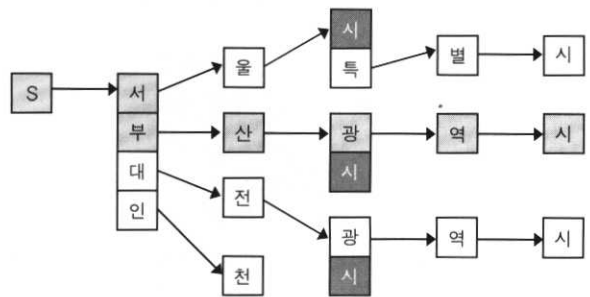 시
울 특 별 시
S 서
부 산 광 역 시
대 시
인 전
광 역 시
천 시